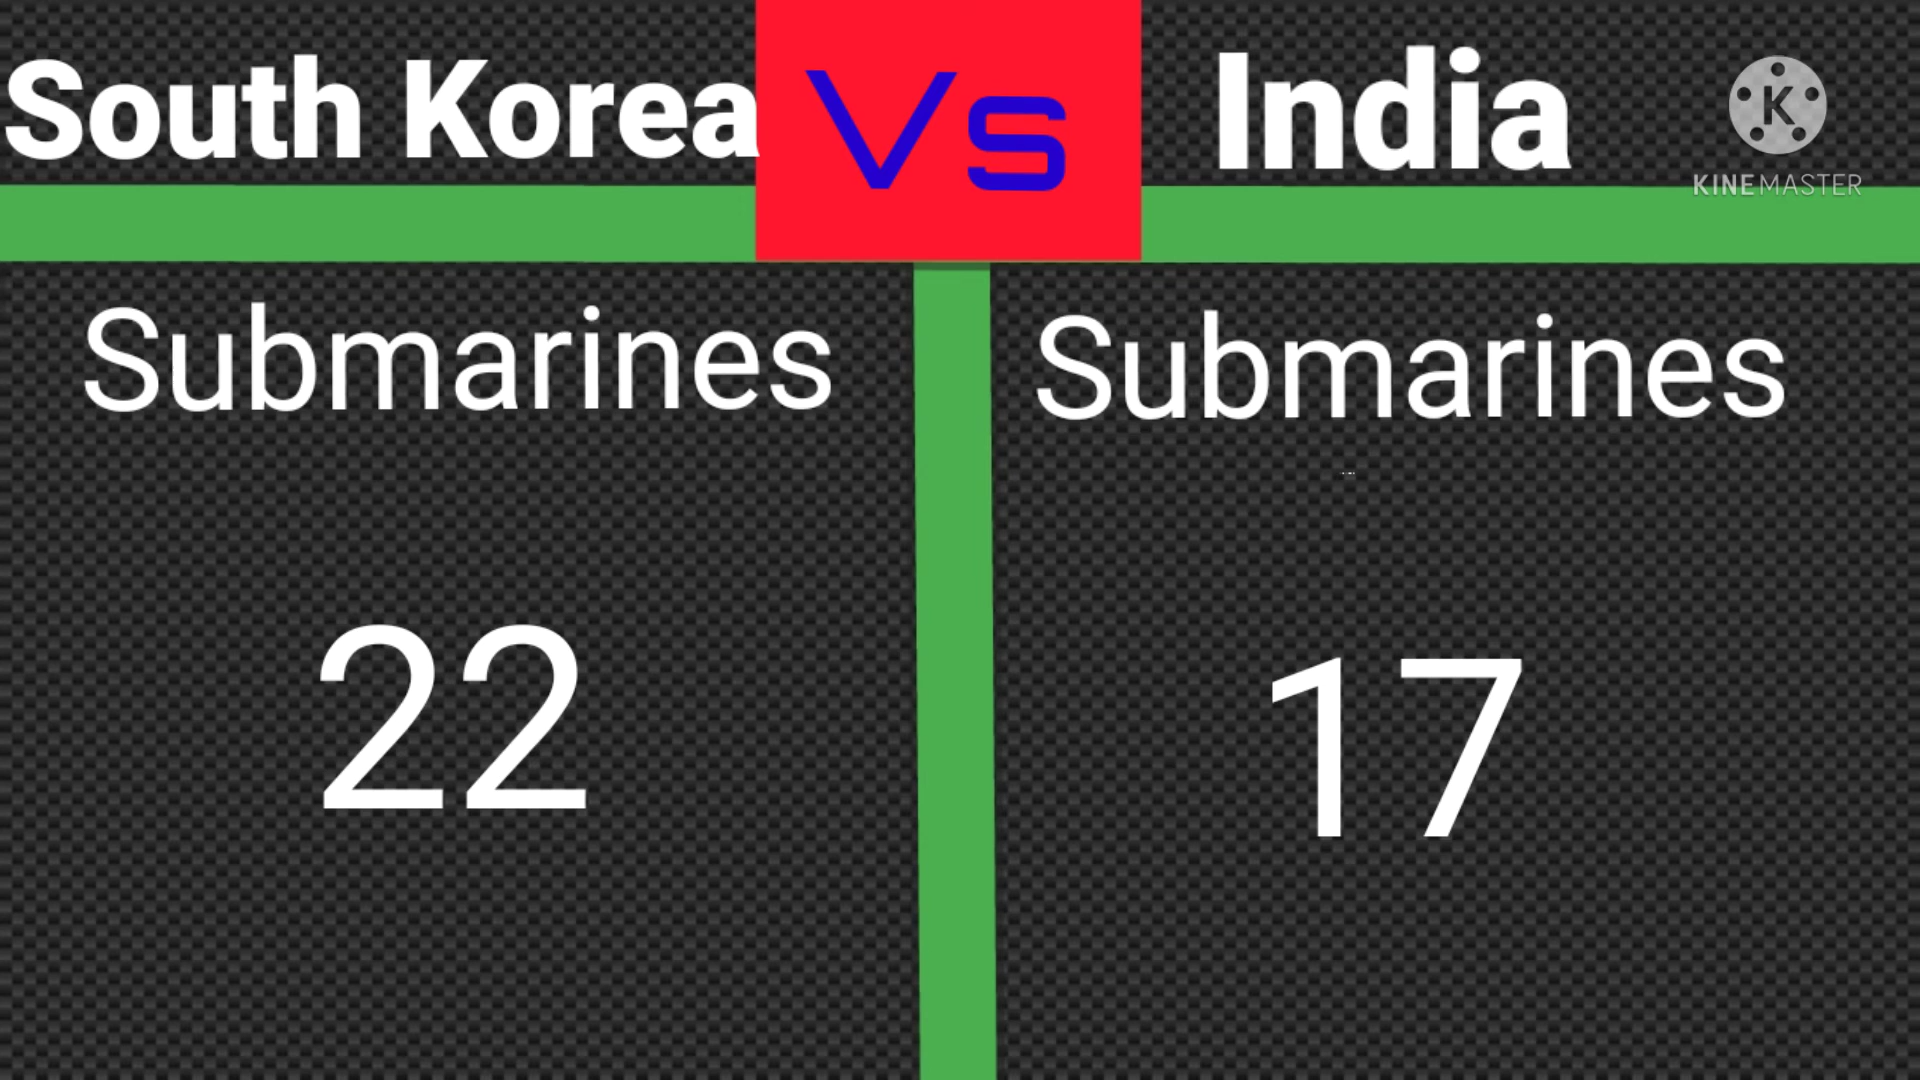 South Korea Vs India
K
KINEMASTER
Submarines Submarines
22 17